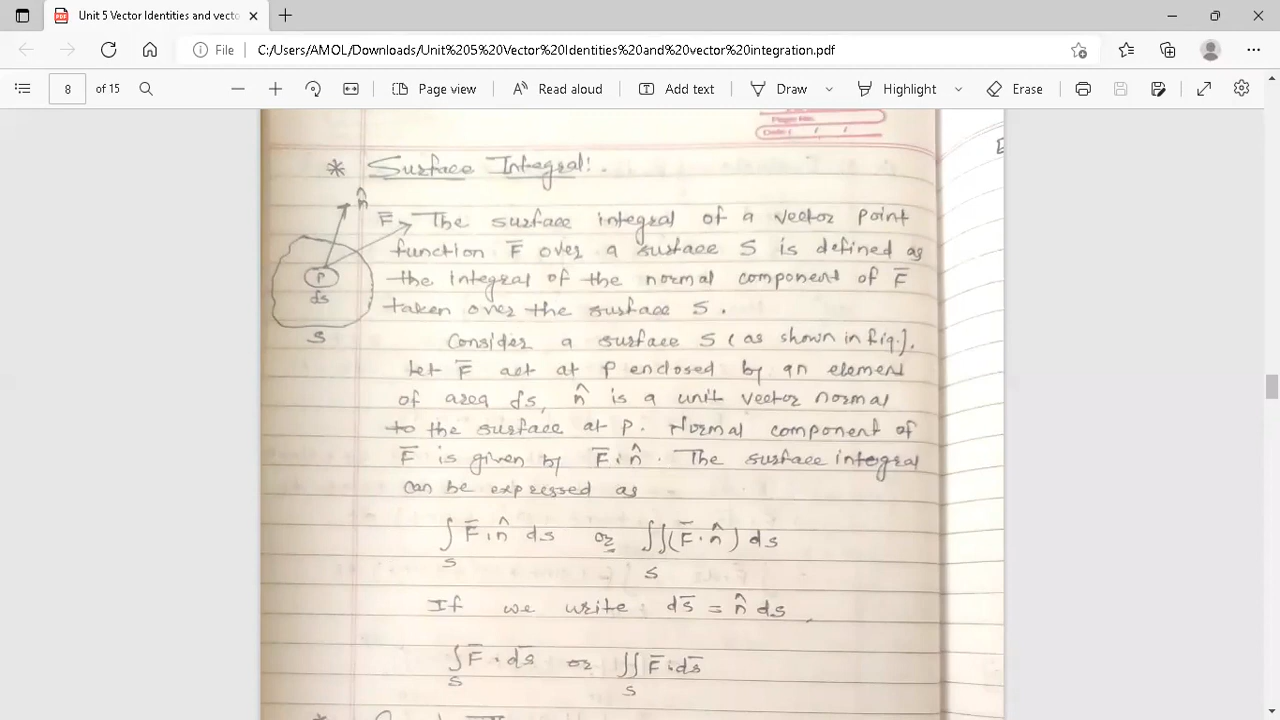 Unit 5 Vector Identities and vecto
File
C:/Users/AMOL/Downloads/Unit%205%20Vector%20Identities%20and%20vector%20integration.pdf
8 of 15
Page view
Read aloud
Add text
Draw
Highlight
Erase
Page No.
Date: / /
* Surface Integral:
n̂
F̅ The surface integral of a vector point
function F̅ over a surface S is defined as
the integral of the normal component of F̅
taken over the surface S.
P
ds
S
Consider a surface S (as shown in fig.).
Let F̅ act at P enclosed by an element
of area ds, n̂ is a unit vector normal
to the surface at P. Normal component of
F̅ is given by F̅·n̂. The surface integral
can be expressed as
∫ F̅·n̂ ds or ∬(F̅·n̂) ds
S S
If we write ds̅ = n̂ ds,
∫ F̅·ds̅ or ∬ F̅·ds̅
S S
*